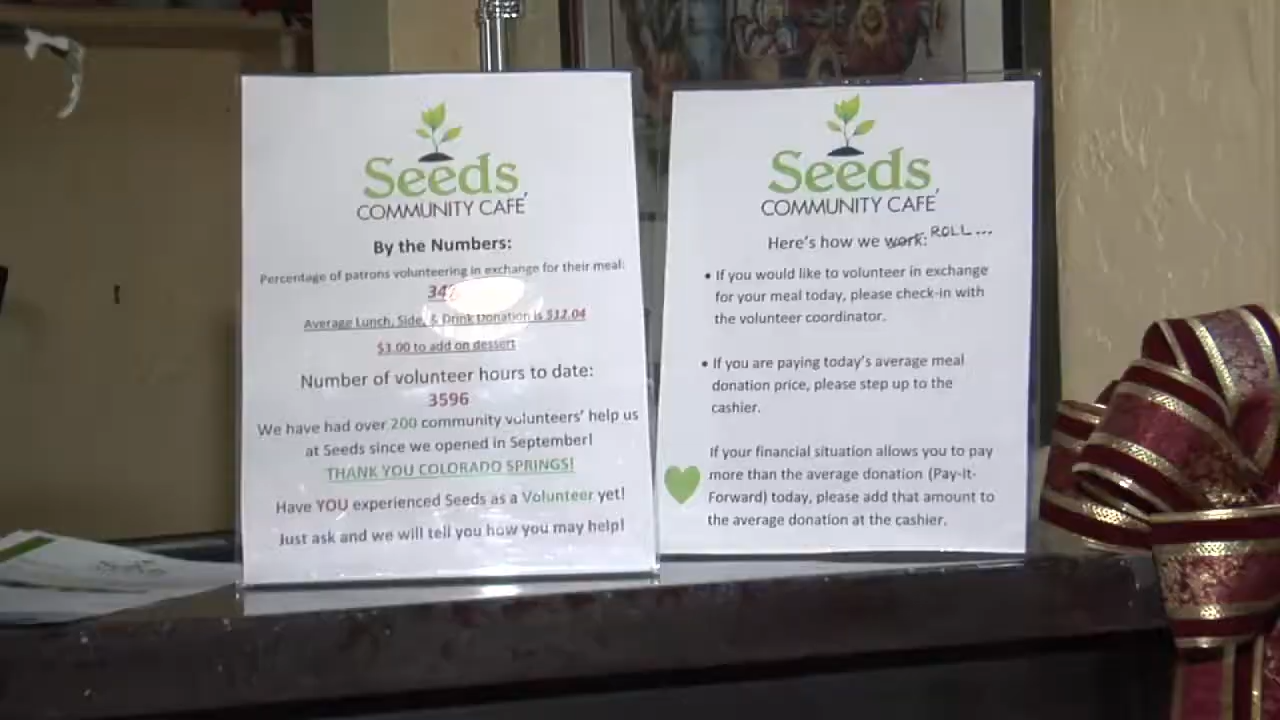 Seeds
COMMUNITY CAFE
By the Numbers:
Percentage of patrons volunteering in exchange for their meal:
Average Lunch, Side, & Drink Donation is $12.04
$3.00 to add on dessert
Number of volunteer hours to date:
3596
We have had over 200 community volunteers' help us
at Seeds since we opened in September!
THANK YOU COLORADO SPRINGS!
Have YOU experienced Seeds as a Volunteer yet!
Just ask and we will tell you how you may help!
Seeds
COMMUNITY CAFE
Here's how we work: ROLL...
• If you would like to volunteer in exchange
for your meal today, please check-in with
the volunteer coordinator.
• If you are paying today's average meal
donation price, please step up to the
cashier.
If your financial situation allows you to pay
more than the average donation (Pay-It-
Forward) today, please add that amount to
the average donation at the cashier.